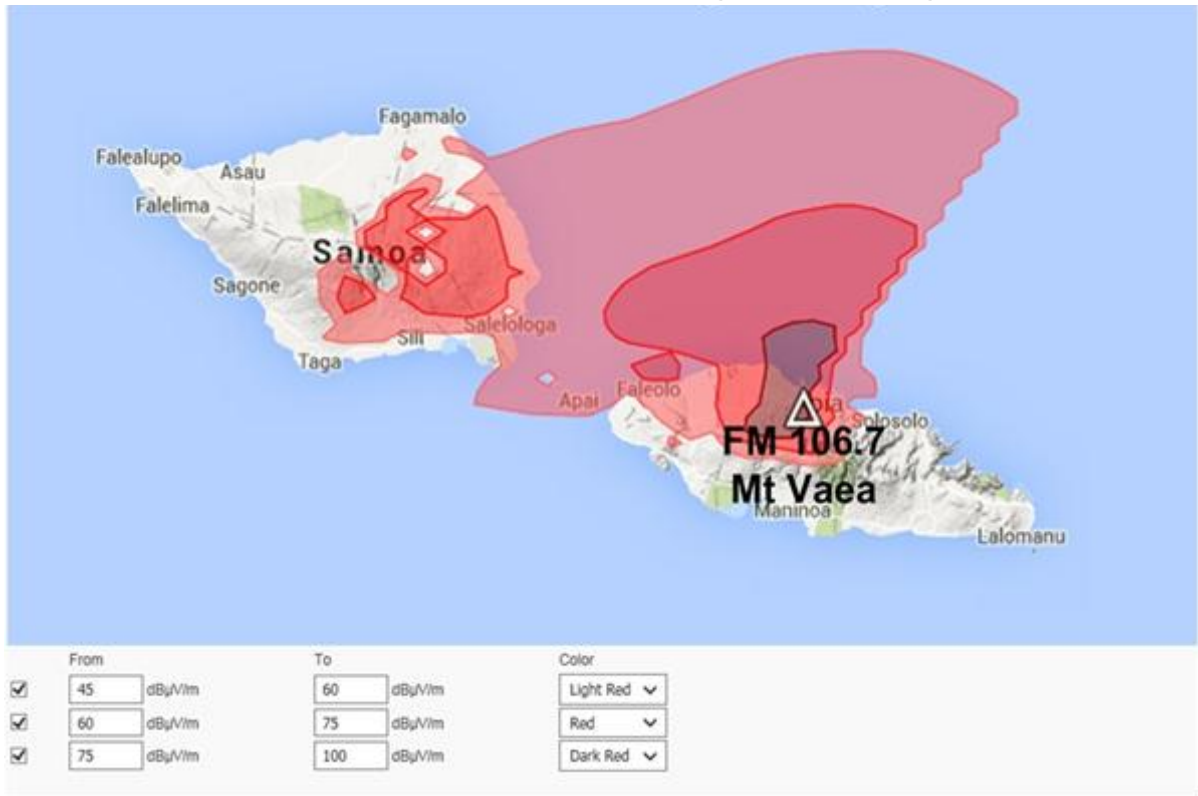 Fagamalo
Falealupo
Asau
Falelima
Samoa
Sagone
Salelologa
Sili
Taga
Apai
Faleolo
Solosolo
FM 106.7
Mt Vaea
Maninoa
Lalomanu
From To Color
45 dBµV/m 60 dBµV/m Light Red
60 dBµV/m 75 dBµV/m Red
75 dBµV/m 100 dBµV/m Dark Red